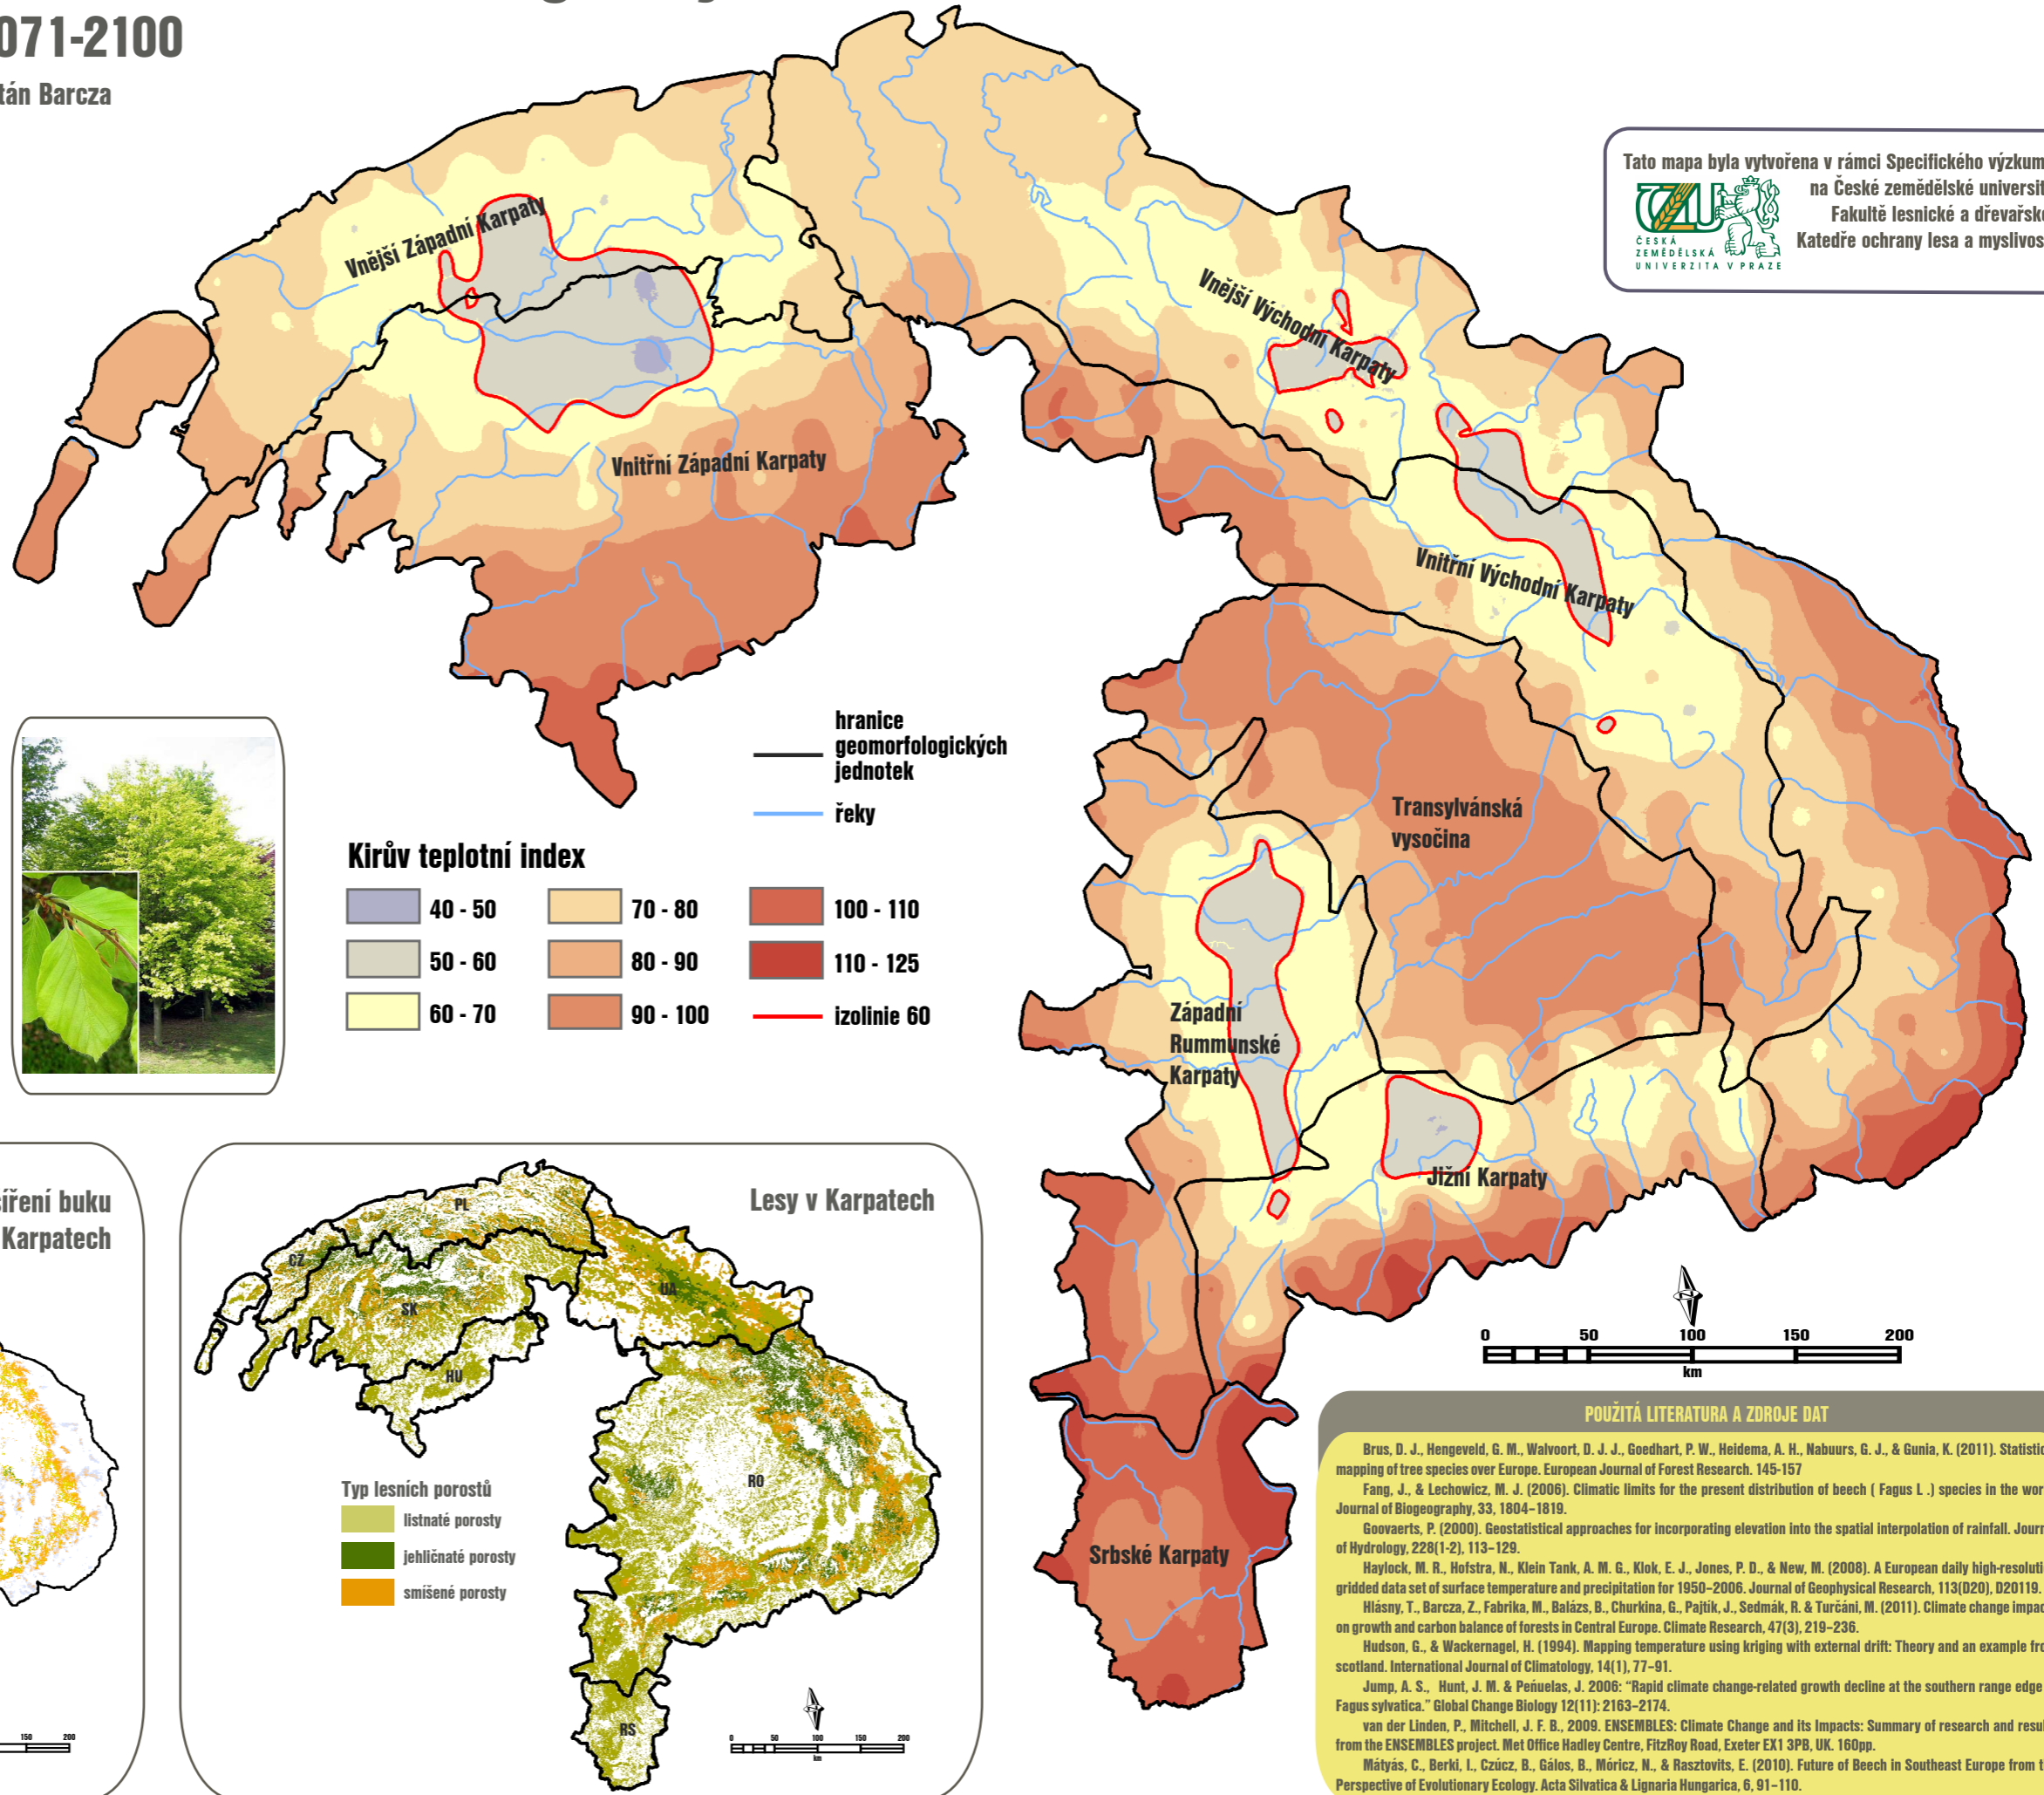 071-2100
tán Barcza
Tato mapa byla vytvořena v rámci Specifického výzkum
na České zemědělské universit
Fakultě lesnické a dřevařsk
Katedře ochrany lesa a myslivos
ČZU
ČESKÁ
ZEMĚDĚLSKÁ
UNIVERZITA V PRAZE
Vnější Západní Karpaty
Vnější Východní Karpaty
Vnitřní Západní Karpaty
Vnitřní Východní Karpaty
Transylvánská
vysočina
Západní
Rummunské
Karpaty
Jižní Karpaty
Srbské Karpaty
hranice
geomorfologických
jednotek
řeky
Kirův teplotní index
40 - 50
70 - 80
100 - 110
50 - 60
80 - 90
110 - 125
60 - 70
90 - 100
izolinie 60
0 50 100 150 200
km
íření buku
Karpatech
150 200
Lesy v Karpatech
PL
CZ
SK
UA
HU
RO
RS
Typ lesních porostů
listnaté porosty
jehličnaté porosty
smíšené porosty
0 50 100 150 200
km
POUŽITÁ LITERATURA A ZDROJE DAT
Brus, D. J., Hengeveld, G. M., Walvoort, D. J. J., Goedhart, P. W., Heidema, A. H., Nabuurs, G. J., & Gunia, K. (2011). Statistic
mapping of tree species over Europe. European Journal of Forest Research. 145-157
Fang, J., & Lechowicz, M. J. (2006). Climatic limits for the present distribution of beech ( Fagus L .) species in the wor
Journal of Biogeography, 33, 1804–1819.
Goovaerts, P. (2000). Geostatistical approaches for incorporating elevation into the spatial interpolation of rainfall. Journ
of Hydrology, 228(1-2), 113–129.
Haylock, M. R., Hofstra, N., Klein Tank, A. M. G., Klok, E. J., Jones, P. D., & New, M. (2008). A European daily high-resoluti
gridded data set of surface temperature and precipitation for 1950–2006. Journal of Geophysical Research, 113(D20), D20119.
Hlásny, T., Barcza, Z., Fabrika, M., Balázs, B., Churkina, G., Pajtík, J., Sedmák, R. & Turčáni, M. (2011). Climate change impac
on growth and carbon balance of forests in Central Europe. Climate Research, 47(3), 219–236.
Hudson, G., & Wackernagel, H. (1994). Mapping temperature using kriging with external drift: Theory and an example fro
scotland. International Journal of Climatology, 14(1), 77–91.
Jump, A. S., Hunt, J. M. & Peñuelas, J. 2006: “Rapid climate change-related growth decline at the southern range edge
Fagus sylvatica.” Global Change Biology 12(11): 2163–2174.
van der Linden, P., Mitchell, J. F. B., 2009. ENSEMBLES: Climate Change and its Impacts: Summary of research and resul
from the ENSEMBLES project. Met Office Hadley Centre, FitzRoy Road, Exeter EX1 3PB, UK. 160pp.
Mátyás, C., Berki, I., Czúcz, B., Gálos, B., Móricz, N., & Rasztovits, E. (2010). Future of Beech in Southeast Europe from t
Perspective of Evolutionary Ecology. Acta Silvatica & Lignaria Hungarica, 6, 91–110.